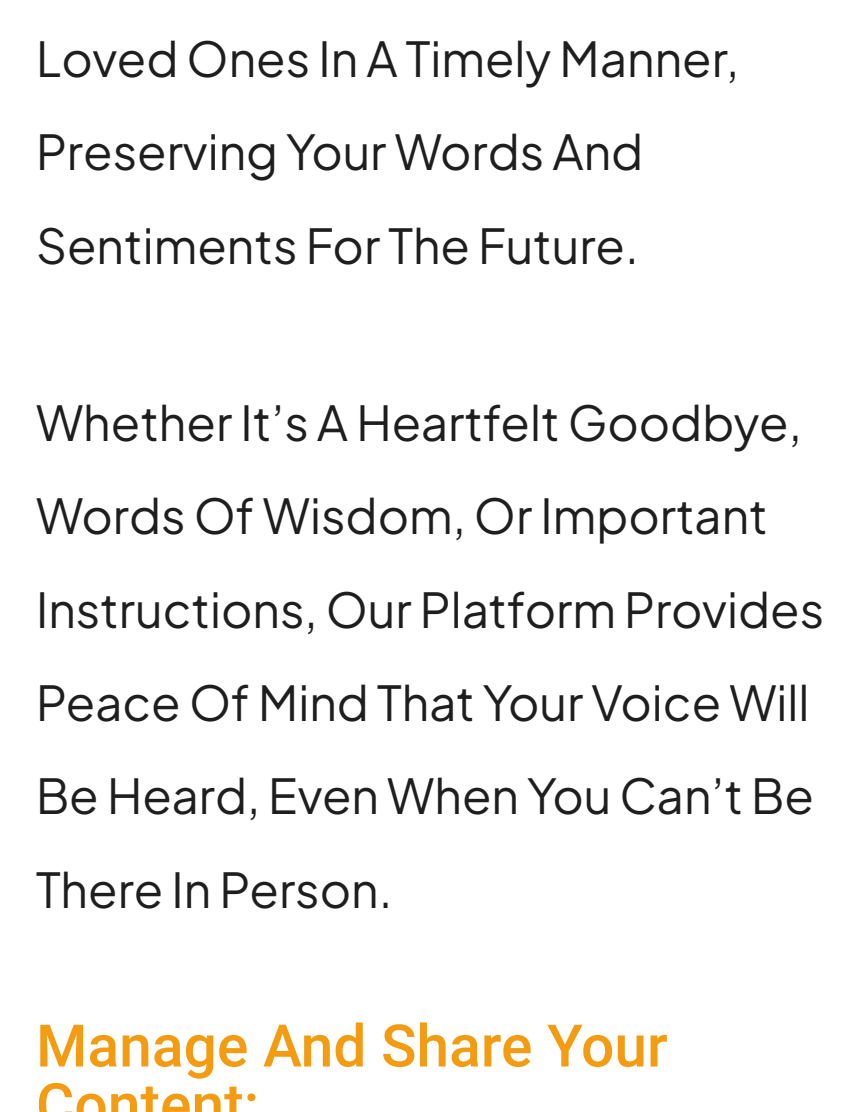 Loved Ones In A Timely Manner,
Preserving Your Words And
Sentiments For The Future.
Whether It’s A Heartfelt Goodbye,
Words Of Wisdom, Or Important
Instructions, Our Platform Provides
Peace Of Mind That Your Voice Will
Be Heard, Even When You Can’t Be
There In Person.
Manage And Share Your
Content: